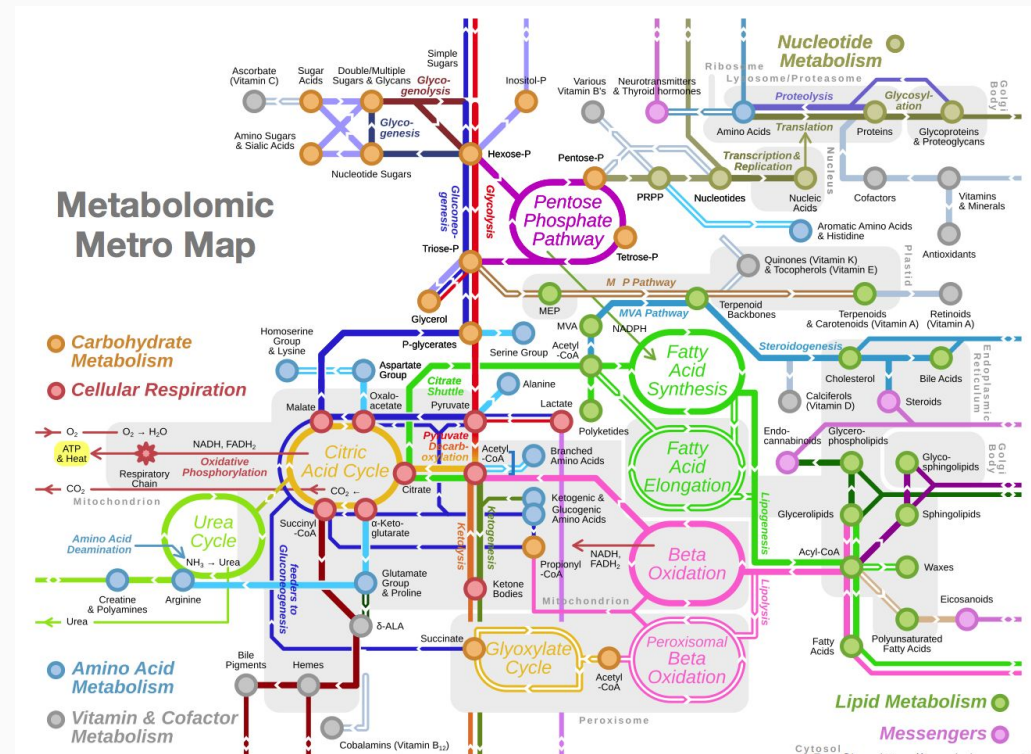 Nucleotide
Metabolism
Ribosome
Lysosome/Proteasome
Simple
Sugars
Ascorbate
(Vitamin C)
Sugar
Acids
Double/Multiple
Sugars & Glycans
Glyco-
genolysis
Inositol-P
Various
Vitamin B's
Neurotransmitters
& Thyroid hormones
Proteolysis
Glycosyl-
ation
Golgi
Body
Glyco-
genesis
Amino Acids
Proteins
Glycoproteins
& Proteoglycans
Translation
Amino Sugars
& Sialic Acids
Nucleotide Sugars
Hexose-P
Pentose-P
Transcription &
Replication
Nucleus
Metabolomic
Metro Map
Gluconeo-
genesis
Glycolysis
Pentose
Phosphate
Pathway
PRPP
Nucleotides
Nucleic
Acids
Cofactors
Vitamins
& Minerals
Aromatic Amino Acids
& Histidine
Triose-P
Tetrose-P
Antioxidants
Quinones (Vitamin K)
& Tocopherols (Vitamin E)
Plastid
M P Pathway
Glycerol
MEP
MVA Pathway
Terpenoid
Backbones
Terpenoids
& Carotenoids (Vitamin A)
Retinoids
(Vitamin A)
Carbohydrate
Metabolism
Homoserine
Group
& Lysine
P-glycerates
Serine Group
MVA
NADPH
Acetyl
-CoA
Fatty
Acid
Synthesis
Steroidogenesis
Cholesterol
Bile Acids
Endoplasmic
Reticulum
Cellular Respiration
Aspartate
Group
Citrate
Shuttle
Alanine
Calciferols
(Vitamin D)
Steroids
Malate
Oxalo-
acetate
Pyruvate
Lactate
Polyketides
O₂
O₂ → H₂O
ATP
& Heat
NADH, FADH₂
Oxidative
Phosphorylation
Respiratory
Chain
CO₂
Mitochondrion
Citric
Acid Cycle
CO₂ ←
Pyruvate
Decarb-
oxylation
Acetyl
-CoA
Branched
Amino Acids
Fatty
Acid
Elongation
Endo-
cannabinoids
Glycero-
phospholipids
Glyco-
sphingolipids
Golgi
Body
Citrate
Urea
Cycle
Succinyl
-CoA
α-Keto-
glutarate
Ketogenic &
Glucogenic
Amino Acids
Lipogenesis
Glycerolipids
Sphingolipids
Amino Acid
Deamination
NH₃ → Urea
feeders to
Gluconeogenesis
Ketolysis
Ketogenesis
NADH,
FADH₂
Propionyl
-CoA
Beta
Oxidation
Acyl-CoA
Waxes
Creatine
& Polyamines
Arginine
Glutamate
Group
& Proline
Ketone
Bodies
Mitochondrion
Lipolysis
Eicosanoids
Urea
δ-ALA
Succinate
Glyoxylate
Cycle
Acetyl
-CoA
Peroxisomal
Beta
Oxidation
Fatty
Acids
Polyunsaturated
Fatty Acids
Amino Acid
Metabolism
Bile
Pigments
Hemes
Vitamin & Cofactor
Metabolism
Cobalamins (Vitamin B₁₂)
Peroxisome
Lipid Metabolism
Messengers
Cytosol